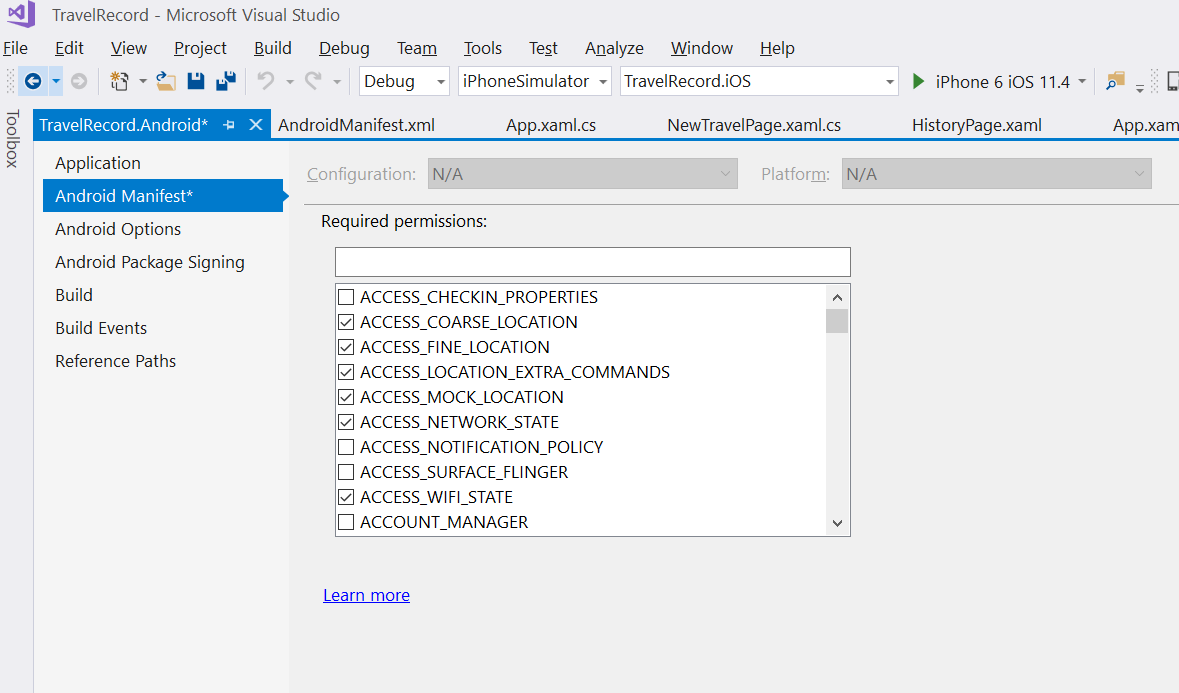 TravelRecord - Microsoft Visual Studio
File Edit View Project Build Debug Team Tools Test Analyze Window Help
Debug iPhoneSimulator TravelRecord.iOS iPhone 6 iOS 11.4
Toolbox
TravelRecord.Android* AndroidManifest.xml App.xaml.cs NewTravelPage.xaml.cs HistoryPage.xaml App.xam
Application
Android Manifest*
Android Options
Android Package Signing
Build
Build Events
Reference Paths
Configuration: N/A Platform: N/A
Required permissions:
ACCESS_CHECKIN_PROPERTIES
ACCESS_COARSE_LOCATION
ACCESS_FINE_LOCATION
ACCESS_LOCATION_EXTRA_COMMANDS
ACCESS_MOCK_LOCATION
ACCESS_NETWORK_STATE
ACCESS_NOTIFICATION_POLICY
ACCESS_SURFACE_FLINGER
ACCESS_WIFI_STATE
ACCOUNT_MANAGER
Learn more